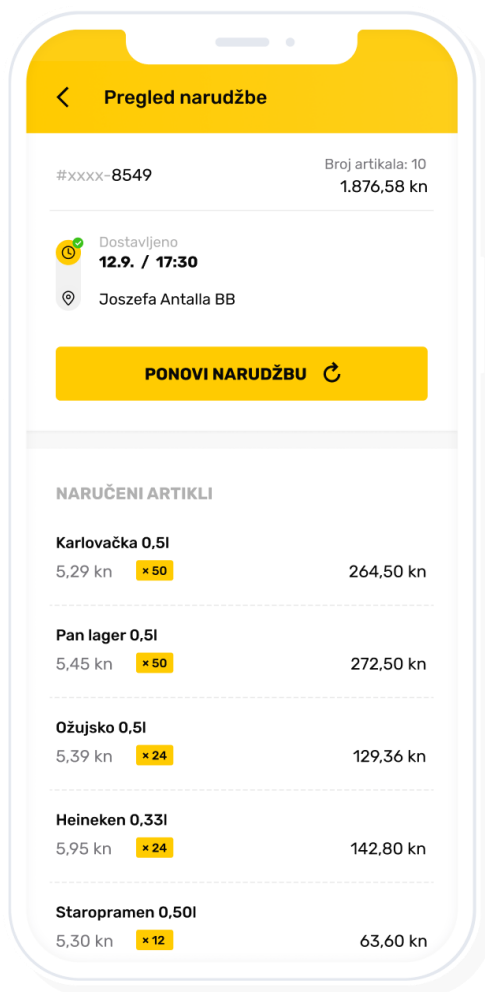 Pregled narudžbe
#xxxx-8549
Broj artikala: 10
1.876,58 kn
Dostavljeno
12.9. / 17:30
Joszefa Antalla BB
PONOVI NARUDŽBU
NARUČENI ARTIKLI
Karlovačka 0,5l
5,29 kn × 50 264,50 kn
Pan lager 0,5l
5,45 kn × 50 272,50 kn
Ožujsko 0,5l
5,39 kn × 24 129,36 kn
Heineken 0,33l
5,95 kn × 24 142,80 kn
Staropramen 0,50l
5,30 kn × 12 63,60 kn